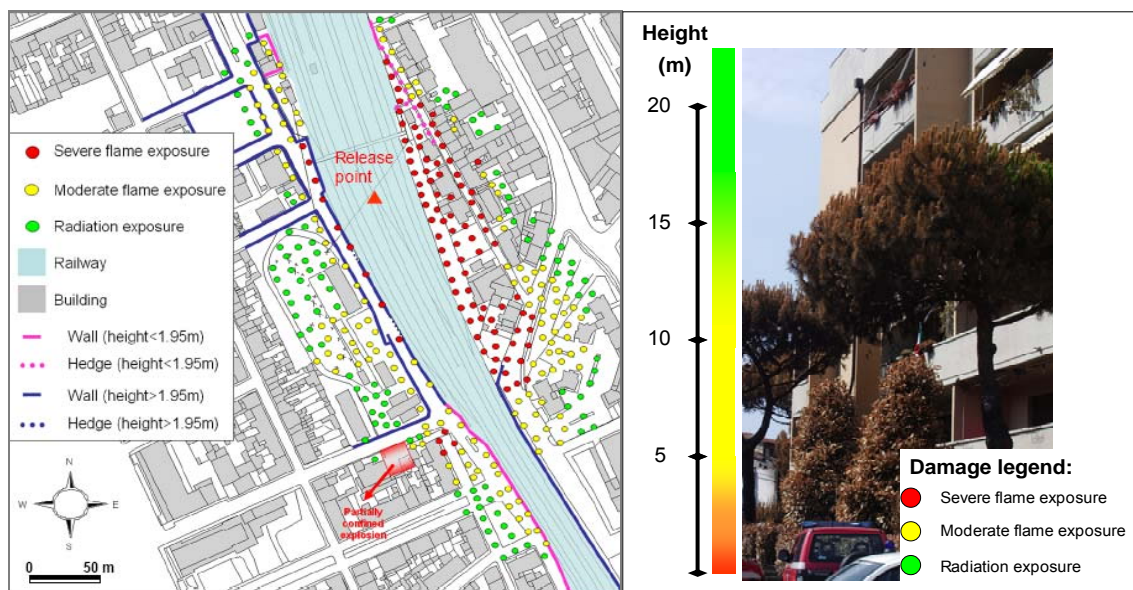 Severe flame exposure
Moderate flame exposure
Radiation exposure
Railway
Building
Wall (height<1.95m)
Hedge (height<1.95m)
Wall (height>1.95m)
Hedge (height>1.95m)
Release
point
Partially
confined
explosion
N
W E
S
0 50 m
Height
(m)
20
15
10
5
Damage legend:
Severe flame exposure
Moderate flame exposure
Radiation exposure